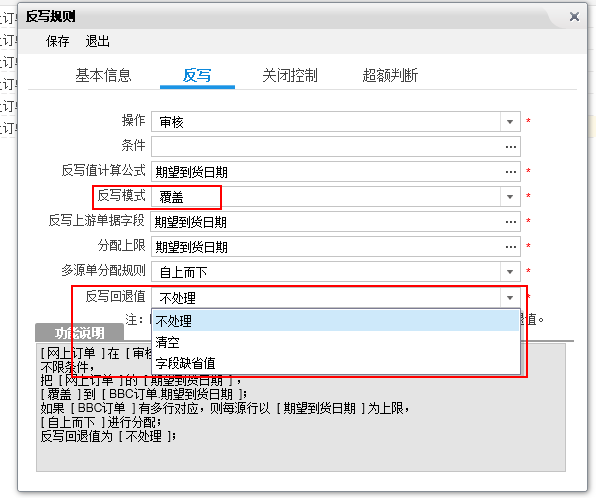 反写规则
保存 退出
基本信息 反写 关闭控制 超额判断
操作 审核 *
条件 ...
反写值计算公式 期望到货日期 ... *
反写模式 覆盖 *
反写上游单据字段 期望到货日期 ... *
分配上限 期望到货日期 ... *
多源单分配规则 自上而下 *
反写回退值 不处理 *
注： 值。
不处理
清空
字段缺省值
功能说明
[ 网上订单 ] 在 [ 审核
不限条件，
把 [ 网上订单 ] 的 [ 期望到货日期 ] ，
[ 覆盖 ] 到 [ BBC订单.期望到货日期 ]；
如果 [ BBC订单 ] 有多行对应，则每源行以 [ 期望到货日期 ] 为上限，
[ 自上而下 ] 进行分配；
反写回退值为 [ 不处理 ]；